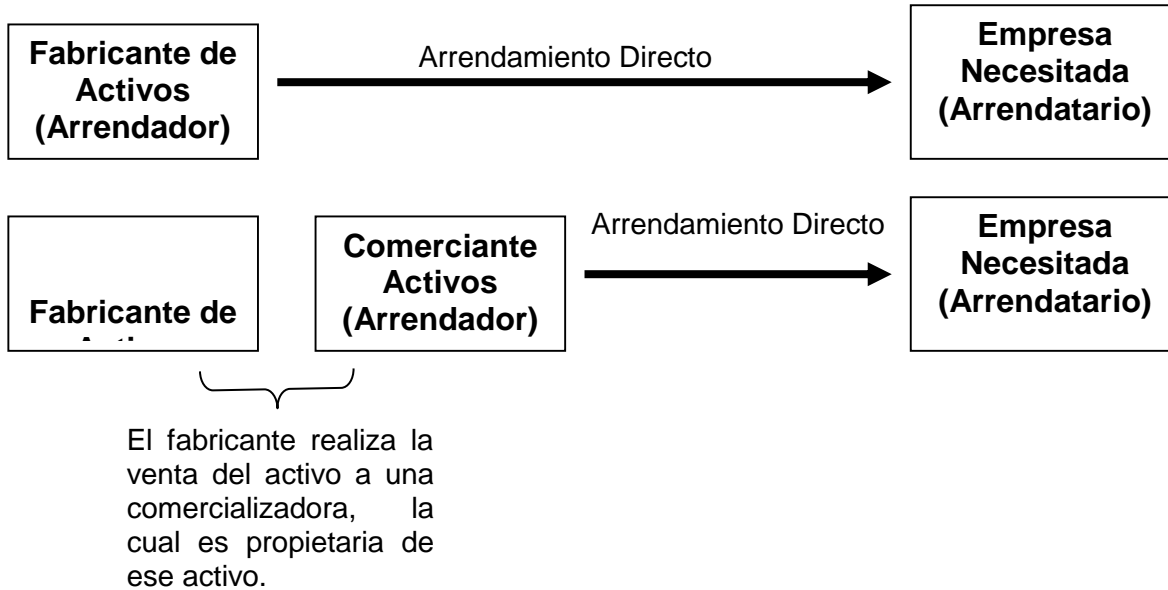 Fabricante de
Activos
(Arrendador)
Arrendamiento Directo
Empresa
Necesitada
(Arrendatario)
Fabricante de
Comerciante
Activos
(Arrendador)
Arrendamiento Directo
Empresa
Necesitada
(Arrendatario)
El fabricante realiza la
venta del activo a una
comercializadora, la
cual es propietaria de
ese activo.